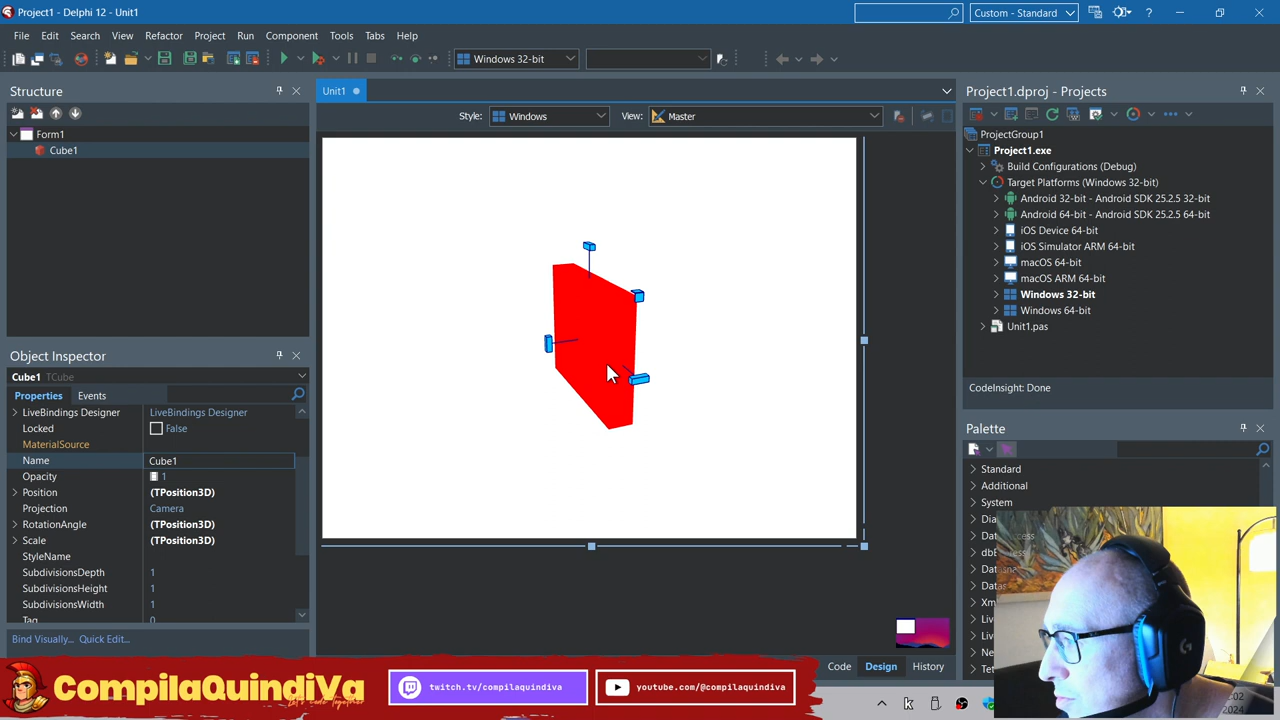 Project1 - Delphi 12 - Unit1
Custom - Standard
File Edit Search View Refactor Project Run Component Tools Tabs Help
Windows 32-bit
Structure
Form1
Cube1
Object Inspector
Cube1 TCube
Properties Events
LiveBindings Designer LiveBindings Designer
Locked False
MaterialSource
Name Cube1
Opacity 1
Position (TPosition3D)
Projection Camera
RotationAngle (TPosition3D)
Scale (TPosition3D)
StyleName
SubdivisionsDepth 1
SubdivisionsHeight 1
SubdivisionsWidth 1
Tag 0
Bind Visually... Quick Edit...
Unit1
Style: Windows View: Master
Code Design History
Project1.dproj - Projects
ProjectGroup1
Project1.exe
Build Configurations (Debug)
Target Platforms (Windows 32-bit)
Android 32-bit - Android SDK 25.2.5 32-bit
Android 64-bit - Android SDK 25.2.5 64-bit
iOS Device 64-bit
iOS Simulator ARM 64-bit
macOS 64-bit
macOS ARM 64-bit
Windows 32-bit
Windows 64-bit
Unit1.pas
CodeInsight: Done
Palette
Standard
Additional
System
CompilaQuindiVa
Let's Code Together
twitch.tv/compilaquindiva
youtube.com/@compilaquindiva